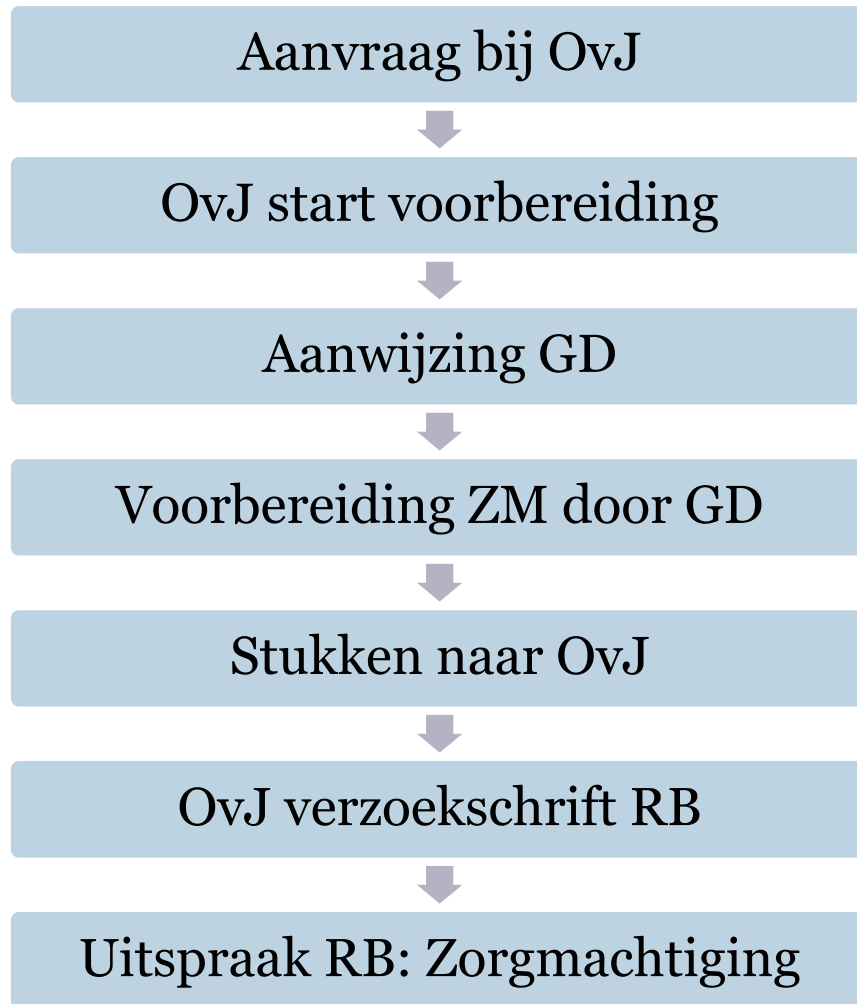 Aanvraag bij OvJ
OvJ start voorbereiding
Aanwijzing GD
Voorbereiding ZM door GD
Stukken naar OvJ
OvJ verzoekschrift RB
Uitspraak RB: Zorgmachtiging